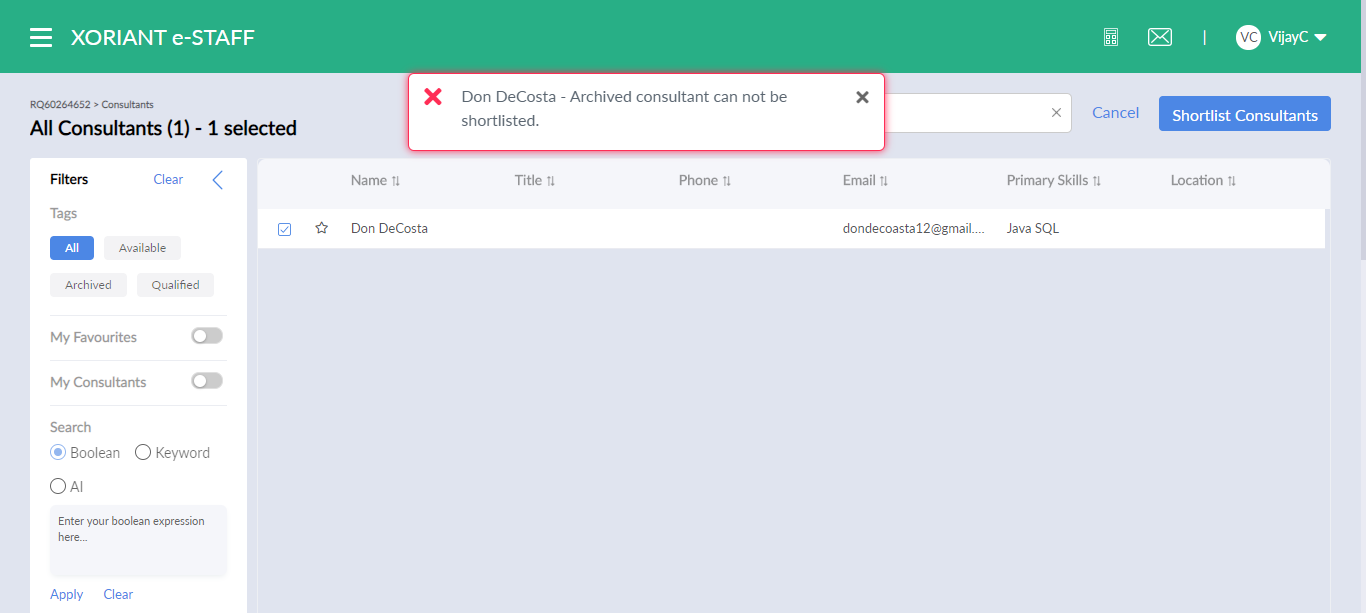 XORIANT e-STAFF
|
VC
VijayC
RQ60264652 > Consultants
All Consultants (1) - 1 selected
Don DeCosta - Archived consultant can not be
shortlisted.
Cancel
Shortlist Consultants
Filters
Clear
Tags
All
Available
Archived
Qualified
My Favourites
My Consultants
Search
Boolean
Keyword
AI
Enter your boolean expression
here...
Apply
Clear
Name
Title
Phone
Email
Primary Skills
Location
Don DeCosta
dondecoasta12@gmail....
Java SQL